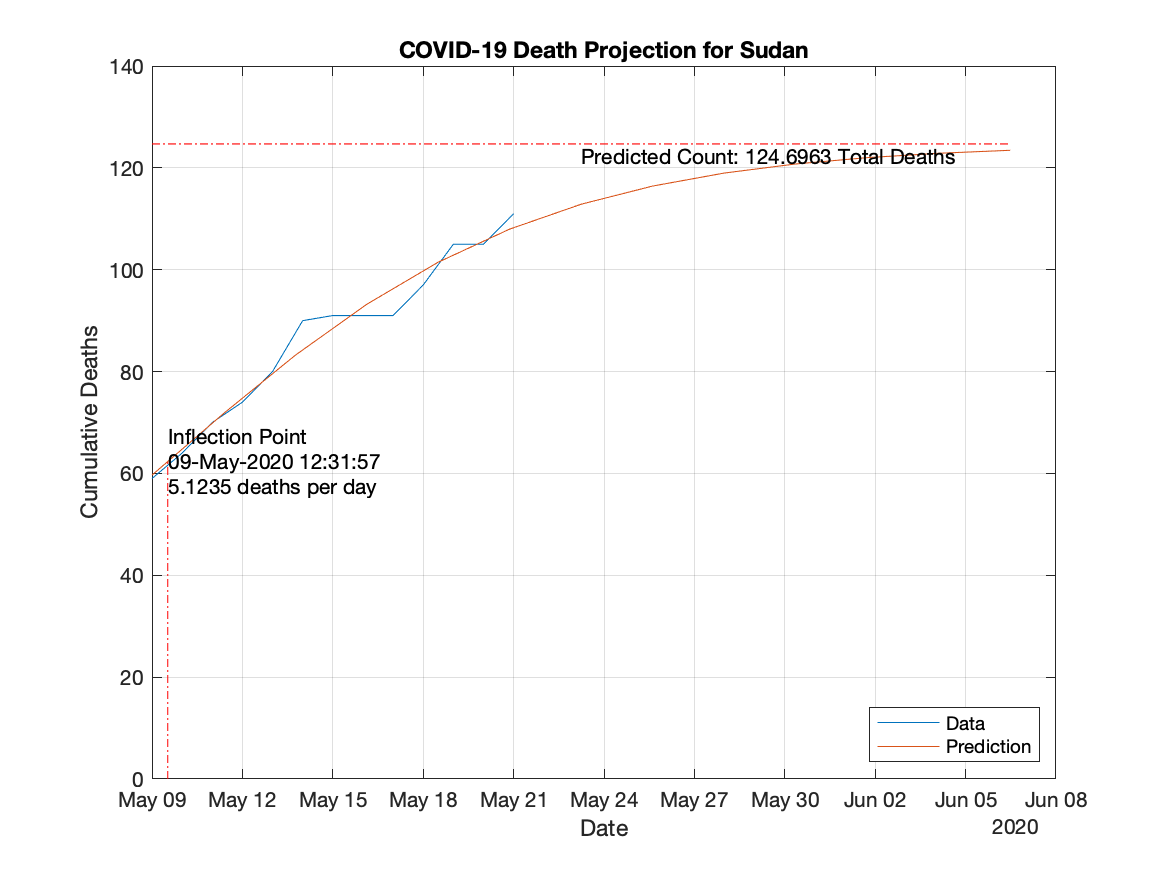 COVID-19 Death Projection for Sudan
140
120
100
80
60
40
20
0
Cumulative Deaths
Predicted Count: 124.6963 Total Deaths
Inflection Point
09-May-2020 12:31:57
5.1235 deaths per day
Data
Prediction
May 09 May 12 May 15 May 18 May 21 May 24 May 27 May 30 Jun 02 Jun 05 Jun 08
Date
2020